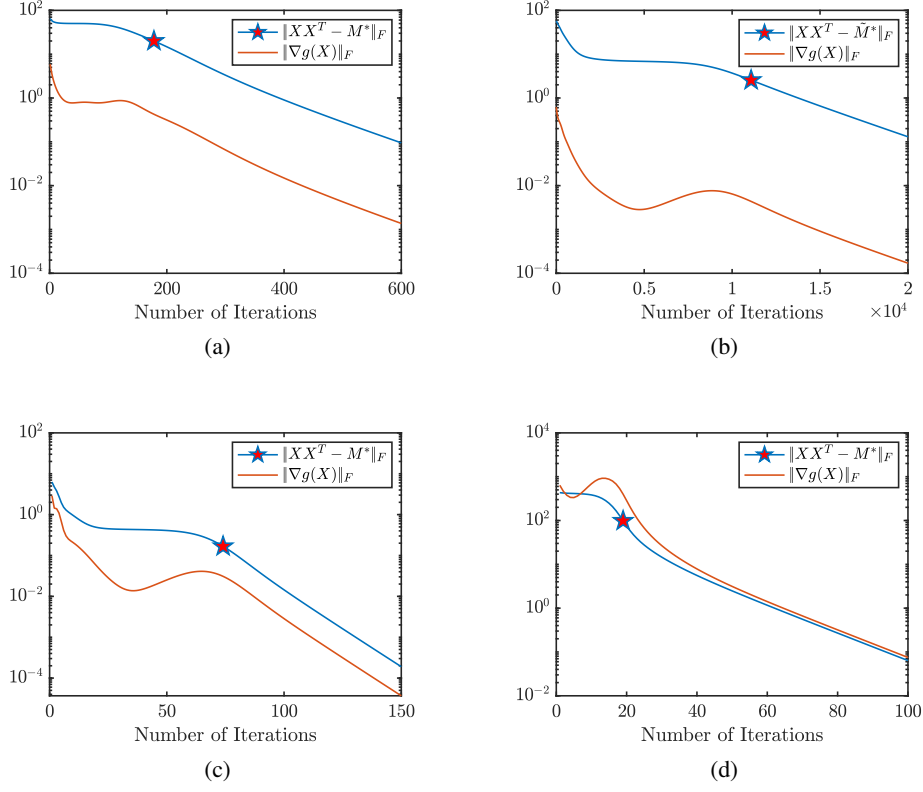 10^2
10^0
10^-2
10^-4
0 200 400 600
Number of Iterations
‖XX^T − M*‖_F
‖∇g(X)‖_F
(a)
10^2
10^0
10^-2
10^-4
0 0.5 1 1.5 2
×10^4
Number of Iterations
‖XX^T − M̃*‖_F
‖∇g(X)‖_F
(b)
10^2
10^0
10^-2
10^-4
0 50 100 150
Number of Iterations
‖XX^T − M*‖_F
‖∇g(X)‖_F
(c)
10^4
10^2
10^0
10^-2
0 20 40 60 80 100
Number of Iterations
‖XX^T − M*‖_F
‖∇g(X)‖_F
(d)